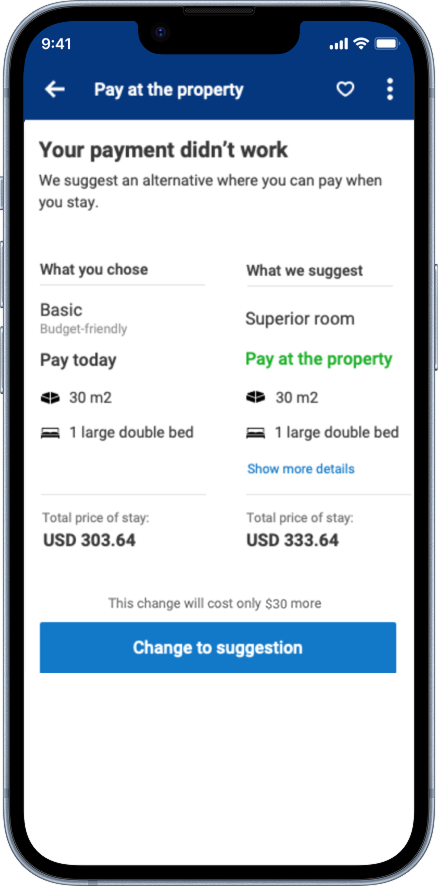 9:41
Pay at the property
Your payment didn't work
We suggest an alternative where you can pay when
you stay.
What you chose
What we suggest
Basic
Budget-friendly
Superior room
Pay today
Pay at the property
30 m2
30 m2
1 large double bed
1 large double bed
Show more details
Total price of stay:
USD 303.64
Total price of stay:
USD 333.64
This change will cost only $30 more
Change to suggestion